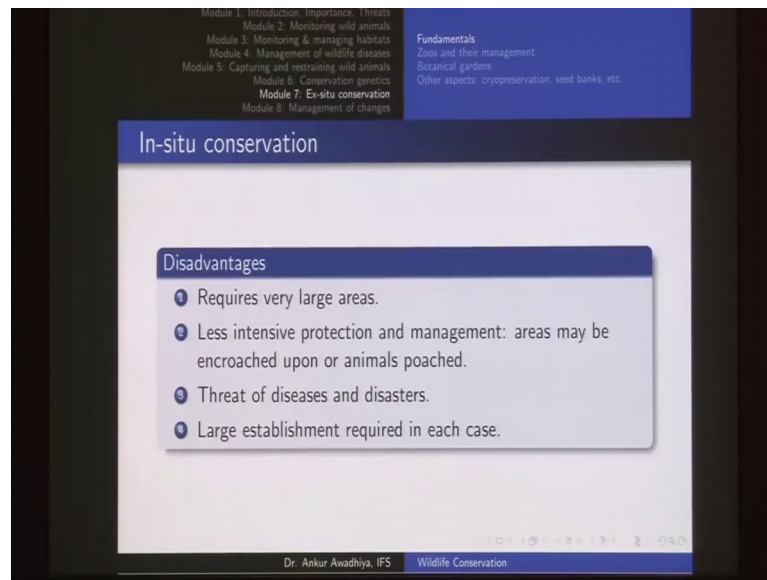 Module 1: Introduction, Importance, Threats
Module 2: Monitoring wild animals
Module 3: Monitoring & managing habitats
Module 4: Management of wildlife diseases
Module 5: Capturing and restraining wild animals
Module 6: Conservation genetics
Module 7: Ex-situ conservation
Module 8: Management of changes
Fundamentals
Zoos and their management
Botanical gardens
Other aspects: cryopreservation, seed banks, etc.
In-situ conservation
Disadvantages
1 Requires very large areas.
2 Less intensive protection and management: areas may be
encroached upon or animals poached.
3 Threat of diseases and disasters.
4 Large establishment required in each case.
Dr. Ankur Awadhiya, IFS
Wildlife Conservation